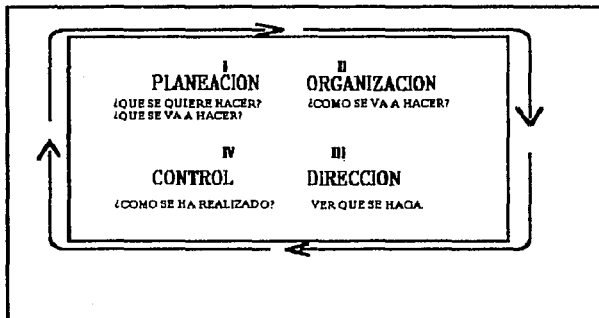 I
PLANEACION
¿QUE SE QUIERE HACER?
¿QUE SE VA A HACER?
II
ORGANIZACION
¿COMO SE VA A HACER?
III
DIRECCION
VER QUE SE HAGA
IV
CONTROL
¿COMO SE HA REALIZADO?